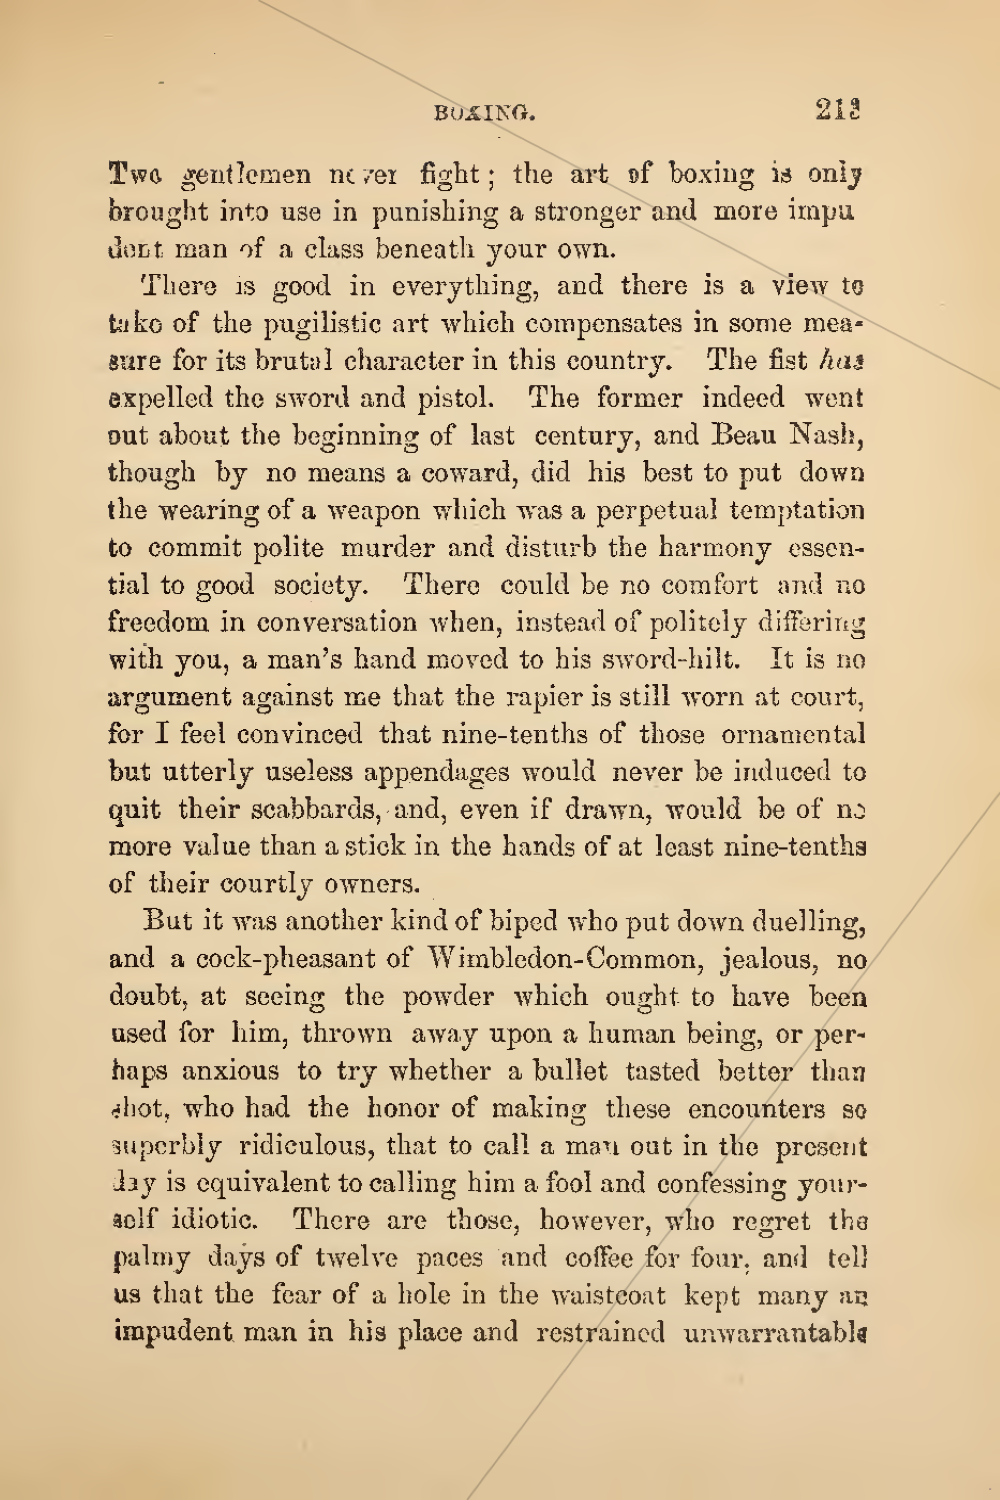 BOXING. 213
Two gentlemen never fight; the art of boxing is only
brought into use in punishing a stronger and more impu
dent man of a class beneath your own.
There is good in everything, and there is a view to
take of the pugilistic art which compensates in some mea-
sure for its brutal character in this country. The fist has
expelled the sword and pistol. The former indeed went
out about the beginning of last century, and Beau Nash,
though by no means a coward, did his best to put down
the wearing of a weapon which was a perpetual temptation
to commit polite murder and disturb the harmony essen-
tial to good society. There could be no comfort and no
freedom in conversation when, instead of politely differing
with you, a man's hand moved to his sword-hilt. It is no
argument against me that the rapier is still worn at court,
for I feel convinced that nine-tenths of those ornamental
but utterly useless appendages would never be induced to
quit their scabbards, and, even if drawn, would be of no
more value than a stick in the hands of at least nine-tenths
of their courtly owners.
But it was another kind of biped who put down duelling,
and a cock-pheasant of Wimbledon-Common, jealous, no
doubt, at seeing the powder which ought to have been
used for him, thrown away upon a human being, or per-
haps anxious to try whether a bullet tasted better than
shot, who had the honor of making these encounters so
superbly ridiculous, that to call a man out in the present
day is equivalent to calling him a fool and confessing your-
self idiotic. There are those, however, who regret the
palmy days of twelve paces and coffee for four, and tell
us that the fear of a hole in the waistcoat kept many an
impudent man in his place and restrained unwarrantable